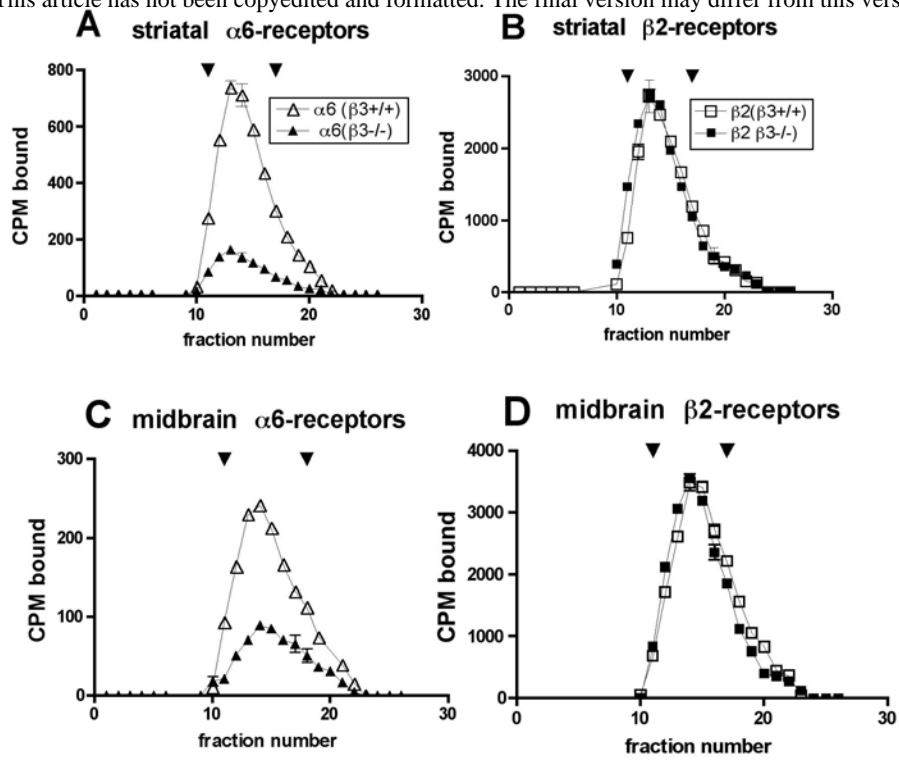 This article has not been copyedited and formatted. The final version may differ from this vers
A striatal α6-receptors
CPM bound
800
600
400
200
0
0 10 20 30
fraction number
α6 (β3+/+)
α6(β3-/-)
B striatal β2-receptors
CPM bound
3000
2000
1000
0
0 10 20 30
fraction number
β2(β3+/+)
β2 β3-/-)
C midbrain α6-receptors
CPM bound
300
200
100
0
0 10 20 30
fraction number
D midbrain β2-receptors
CPM bound
4000
3000
2000
1000
0
0 10 20 30
fraction number